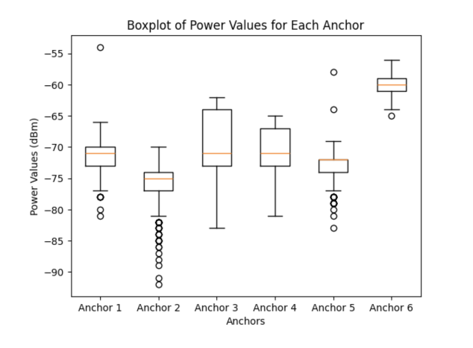 Boxplot of Power Values for Each Anchor
Power Values (dBm)
−55
−60
−65
−70
−75
−80
−85
−90
Anchor 1 Anchor 2 Anchor 3 Anchor 4 Anchor 5 Anchor 6
Anchors